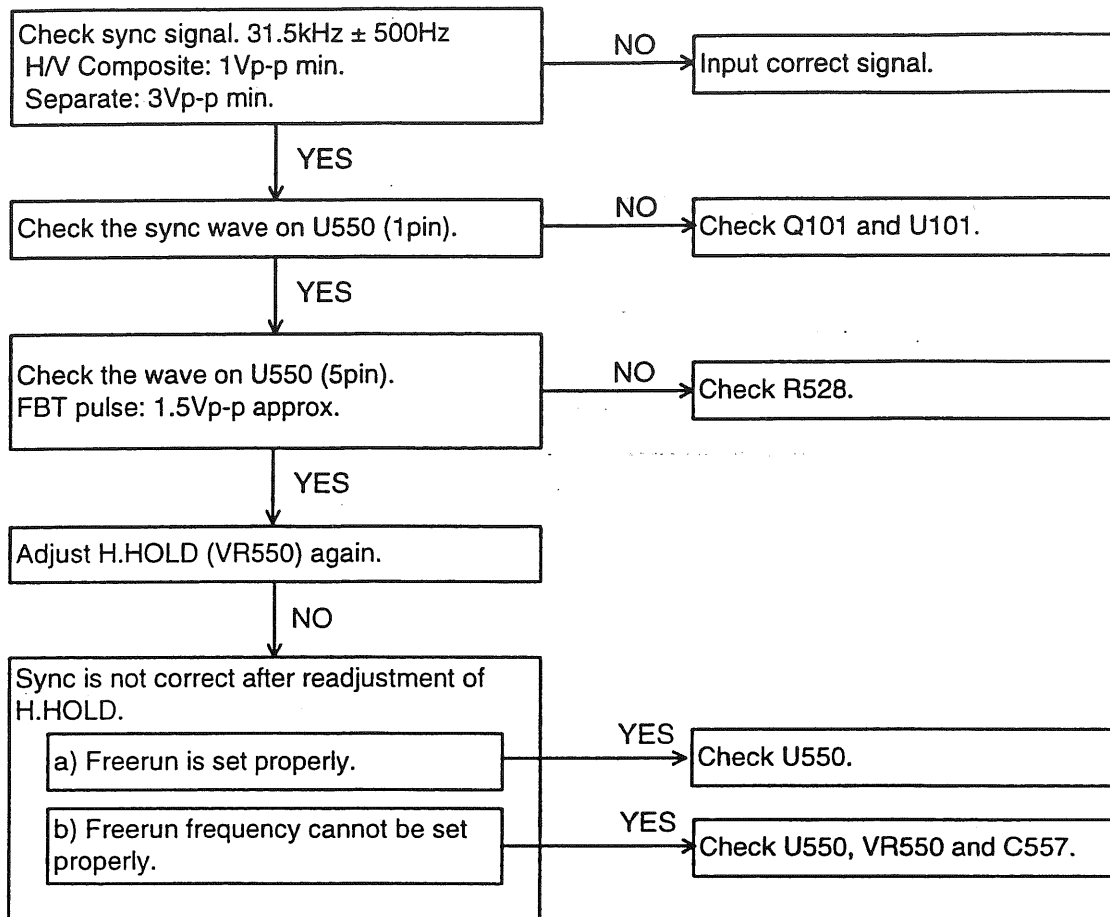 Check sync signal. 31.5kHz ± 500Hz
H/V Composite: 1Vp-p min.
Separate: 3Vp-p min.
NO
Input correct signal.
YES
Check the sync wave on U550 (1pin).
NO
Check Q101 and U101.
YES
Check the wave on U550 (5pin).
FBT pulse: 1.5Vp-p approx.
NO
Check R528.
YES
Adjust H.HOLD (VR550) again.
NO
Sync is not correct after readjustment of
H.HOLD.
a) Freerun is set properly.
YES
Check U550.
b) Freerun frequency cannot be set
properly.
YES
Check U550, VR550 and C557.